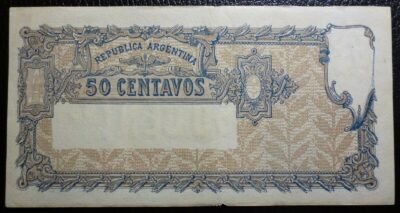 REPUBLICA ARGENTINA
50 CENTAVOS